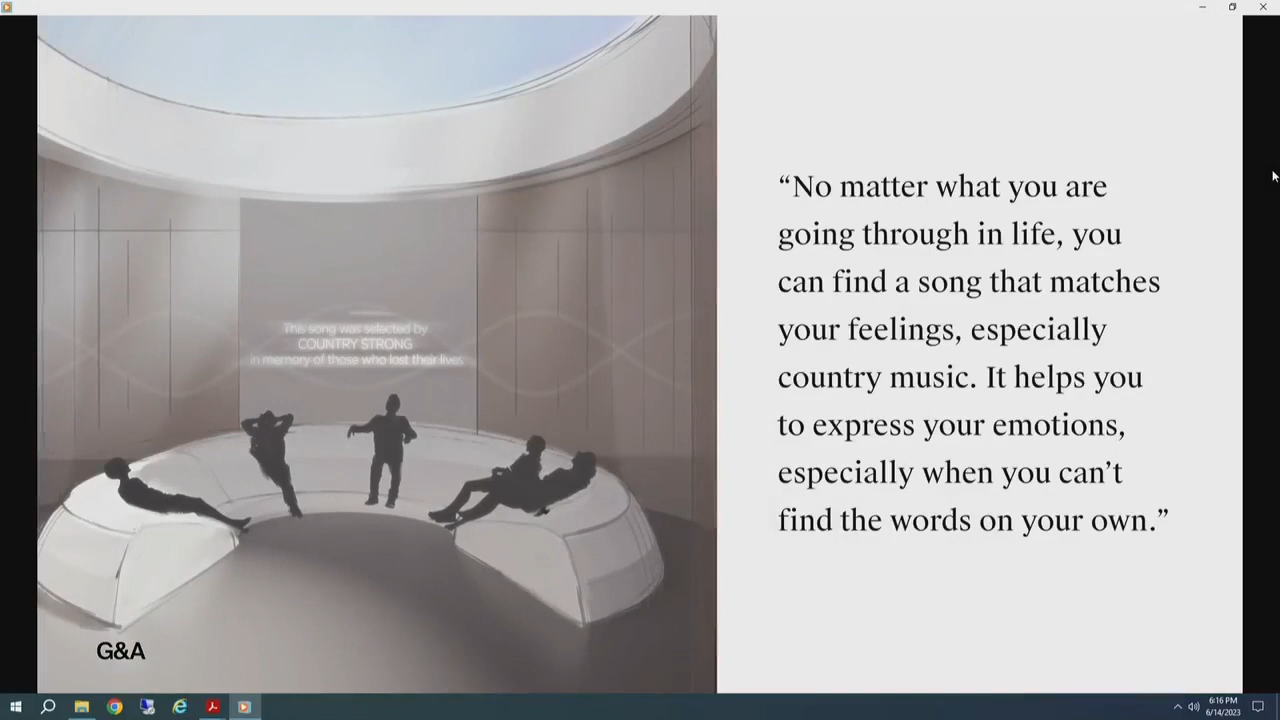 This song was selected by
COUNTRY STRONG
in memory of those who lost their lives
G&A
“No matter what you are
going through in life, you
can find a song that matches
your feelings, especially
country music. It helps you
to express your emotions,
especially when you can’t
find the words on your own.”
6:16 PM
6/14/2023